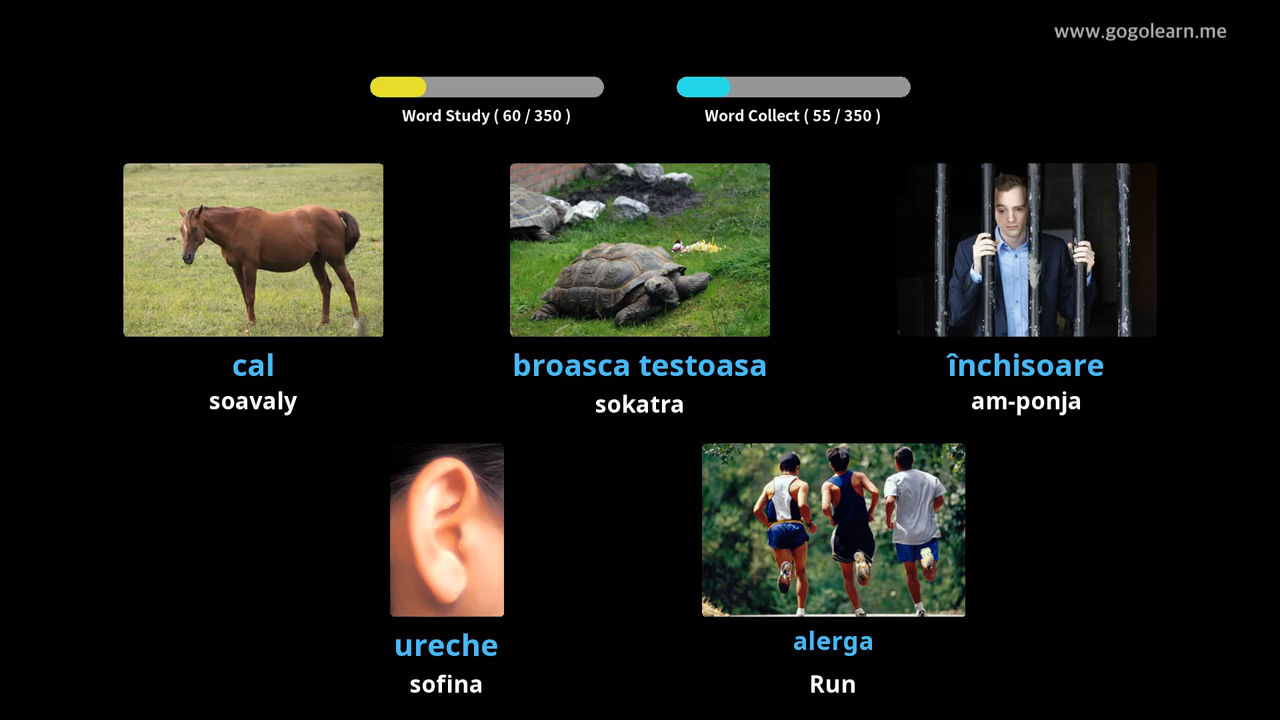 www.gogolearn.me
Word Study ( 60 / 350 )
Word Collect ( 55 / 350 )
cal
soavaly
broasca testoasa
sokatra
închisoare
am-ponja
ureche
sofina
alerga
Run